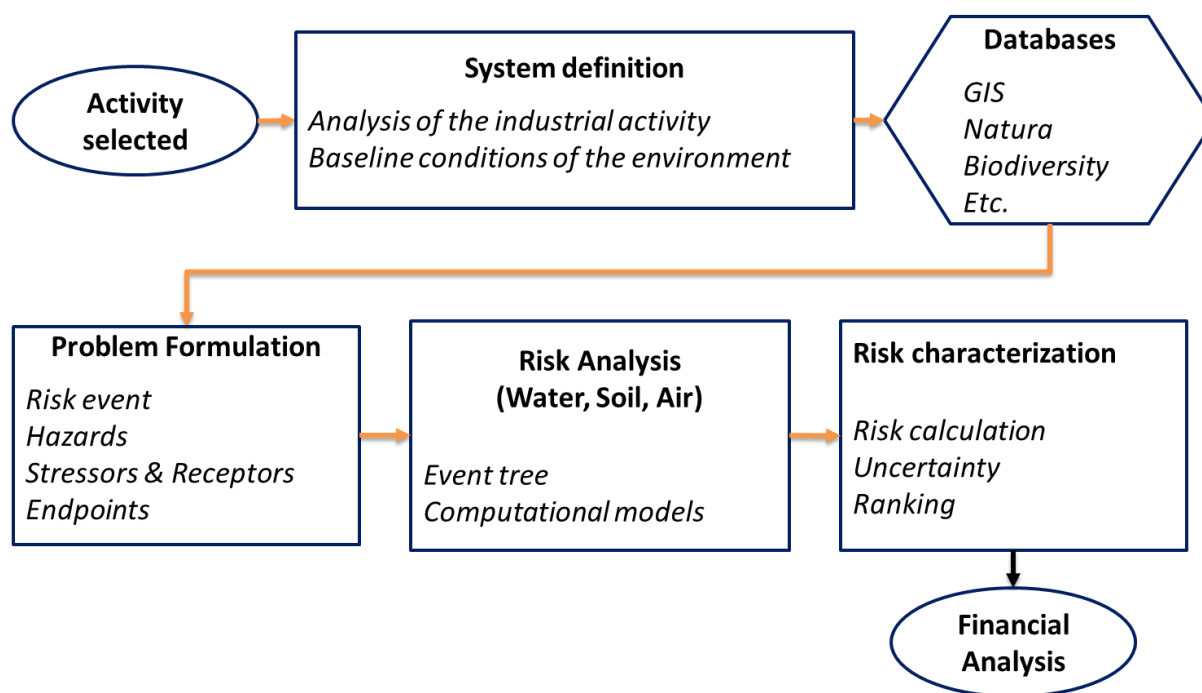 Activity
selected
System definition
Analysis of the industrial activity
Baseline conditions of the environment
Databases
GIS
Natura
Biodiversity
Etc.
Problem Formulation
Risk event
Hazards
Stressors & Receptors
Endpoints
Risk Analysis
(Water, Soil, Air)
Event tree
Computational models
Risk characterization
Risk calculation
Uncertainty
Ranking
Financial
Analysis